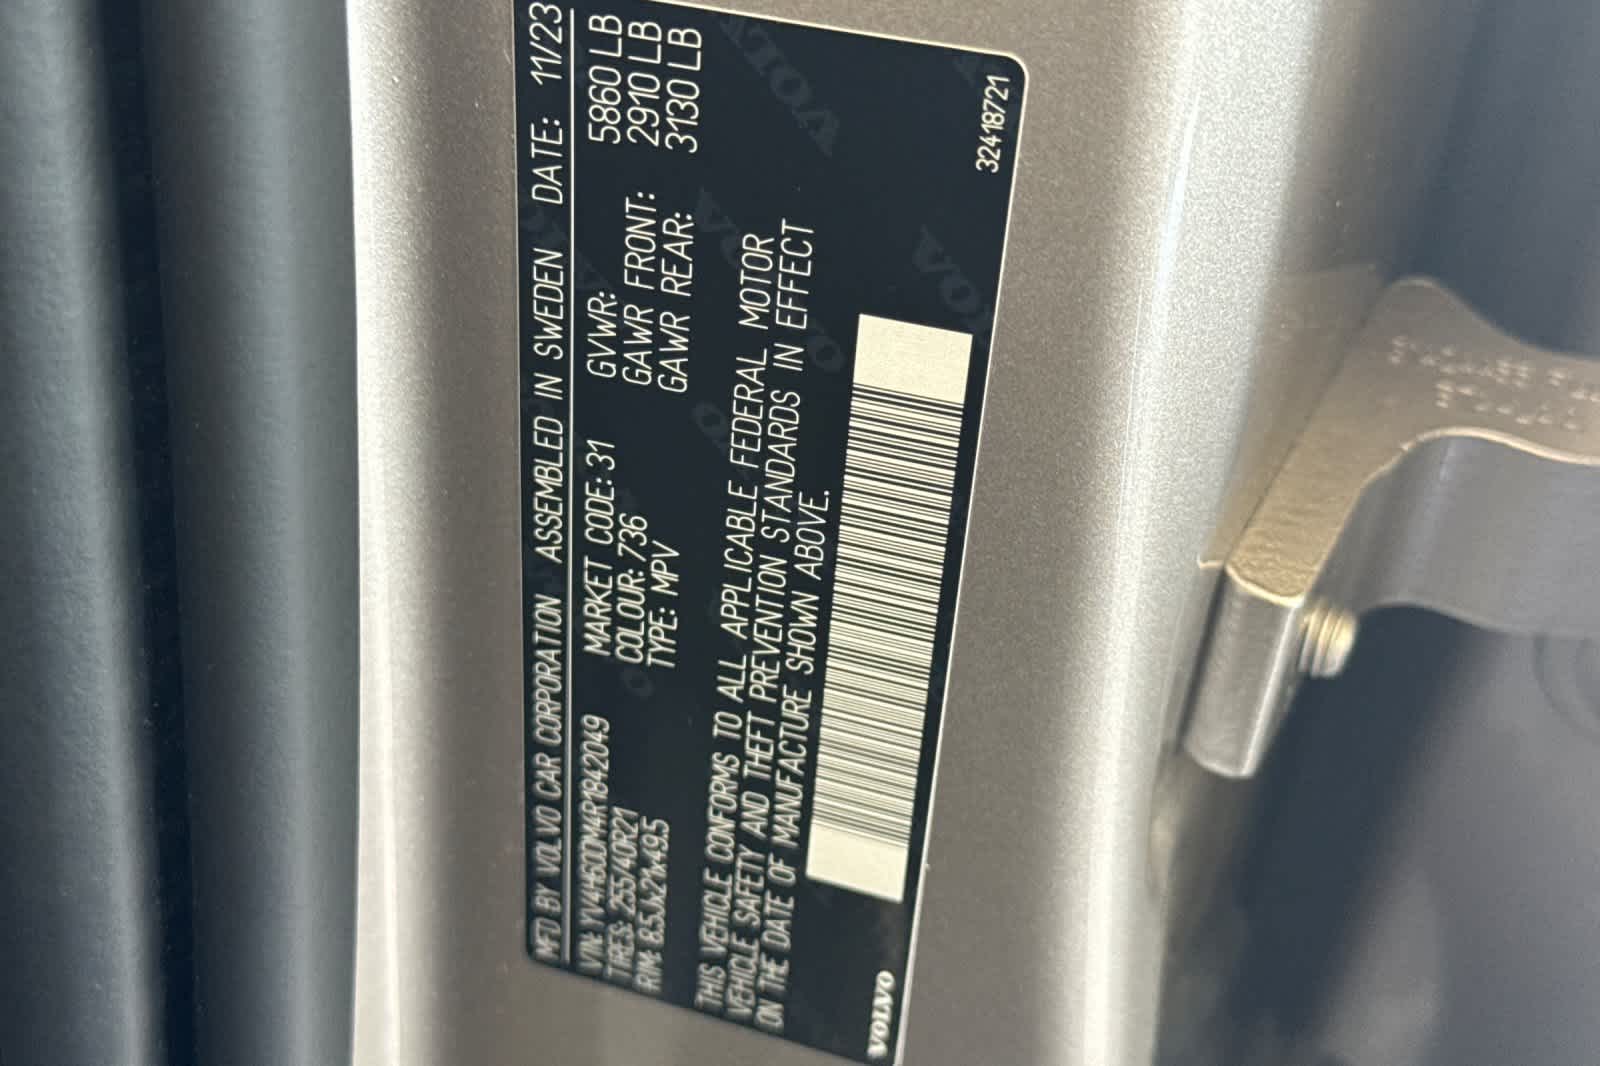 MFD BY VOLVO CAR CORPORATION ASSEMBLED IN SWEDEN DATE: 11/23
VIN: YV4H60DM4R1842049 MARKET CODE: 31 GVWR: 5860 LB
TIRES: 255/40R21 COLOUR: 736 GAWR FRONT: 2910 LB
RIM: 8.5Jx21x49.5 TYPE: MPV GAWR REAR: 3130 LB
THIS VEHICLE CONFORMS TO ALL APPLICABLE FEDERAL MOTOR
VEHICLE SAFETY AND THEFT PREVENTION STANDARDS IN EFFECT
ON THE DATE OF MANUFACTURE SHOWN ABOVE.
VOLVO 32418721